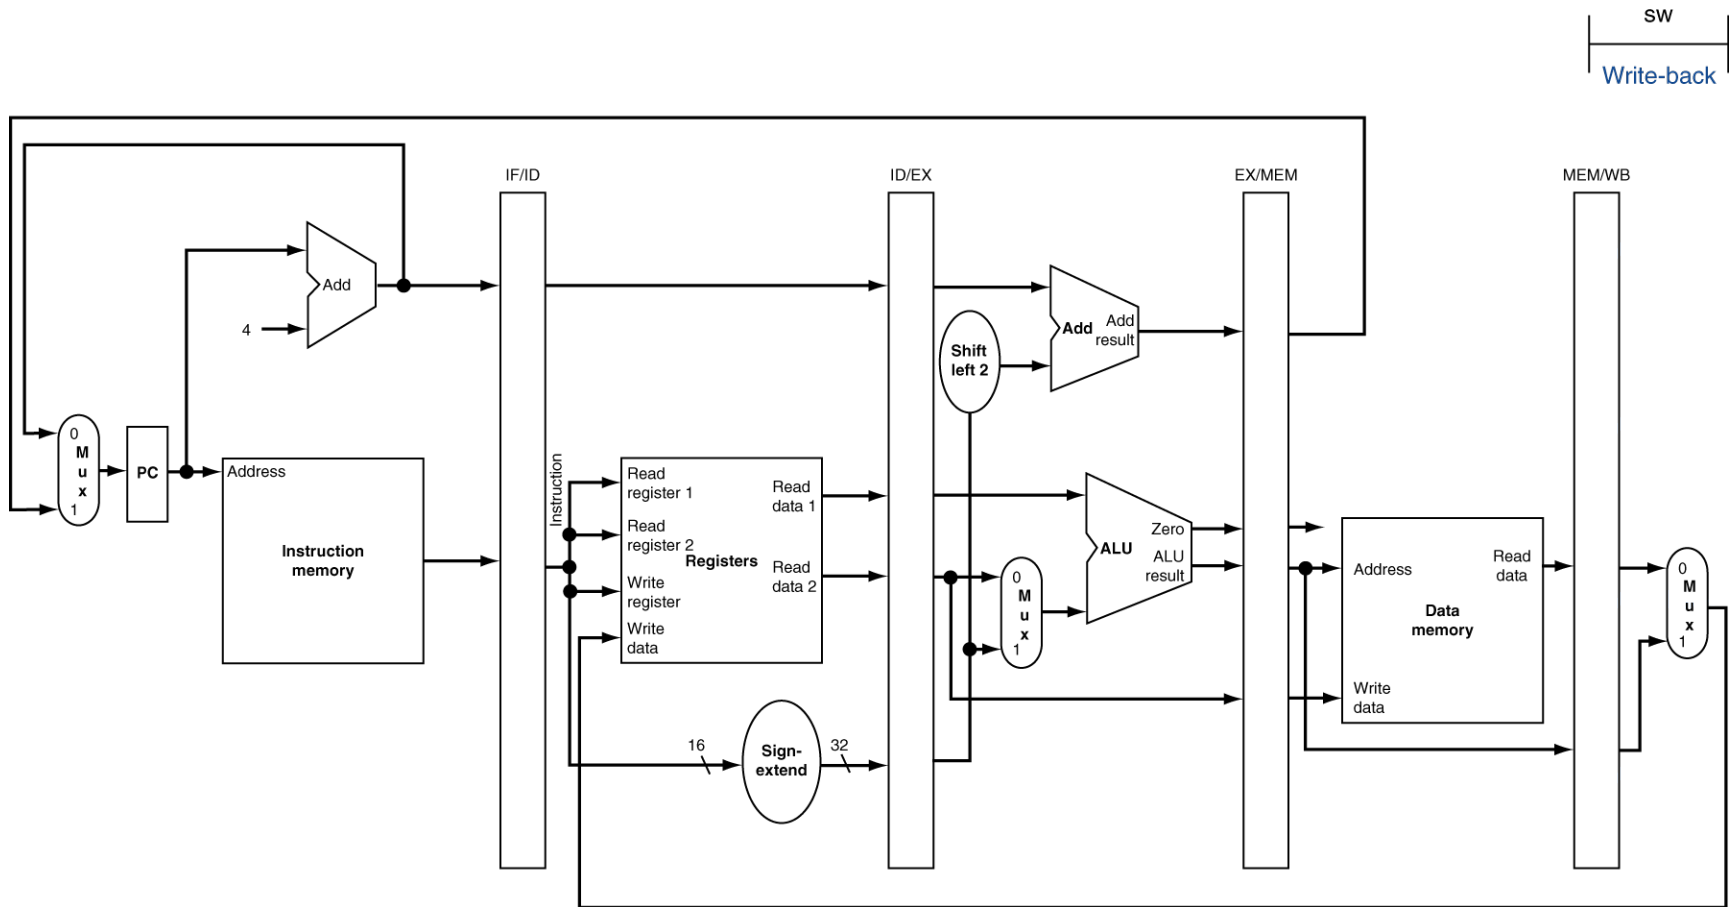 SW
Write-back
IF/ID
ID/EX
EX/MEM
MEM/WB
Add
4
Add
Add
result
Shift
left 2
0
M
u
x
1
PC
Address
Instruction
memory
Instruction
Read
register 1
Read
register 2
Write
register
Write
data
Registers
Read
data 1
Read
data 2
16
Sign-
extend
32
0
M
u
x
1
ALU
Zero
ALU
result
Address
Read
data
Data
memory
Write
data
0
M
u
x
1